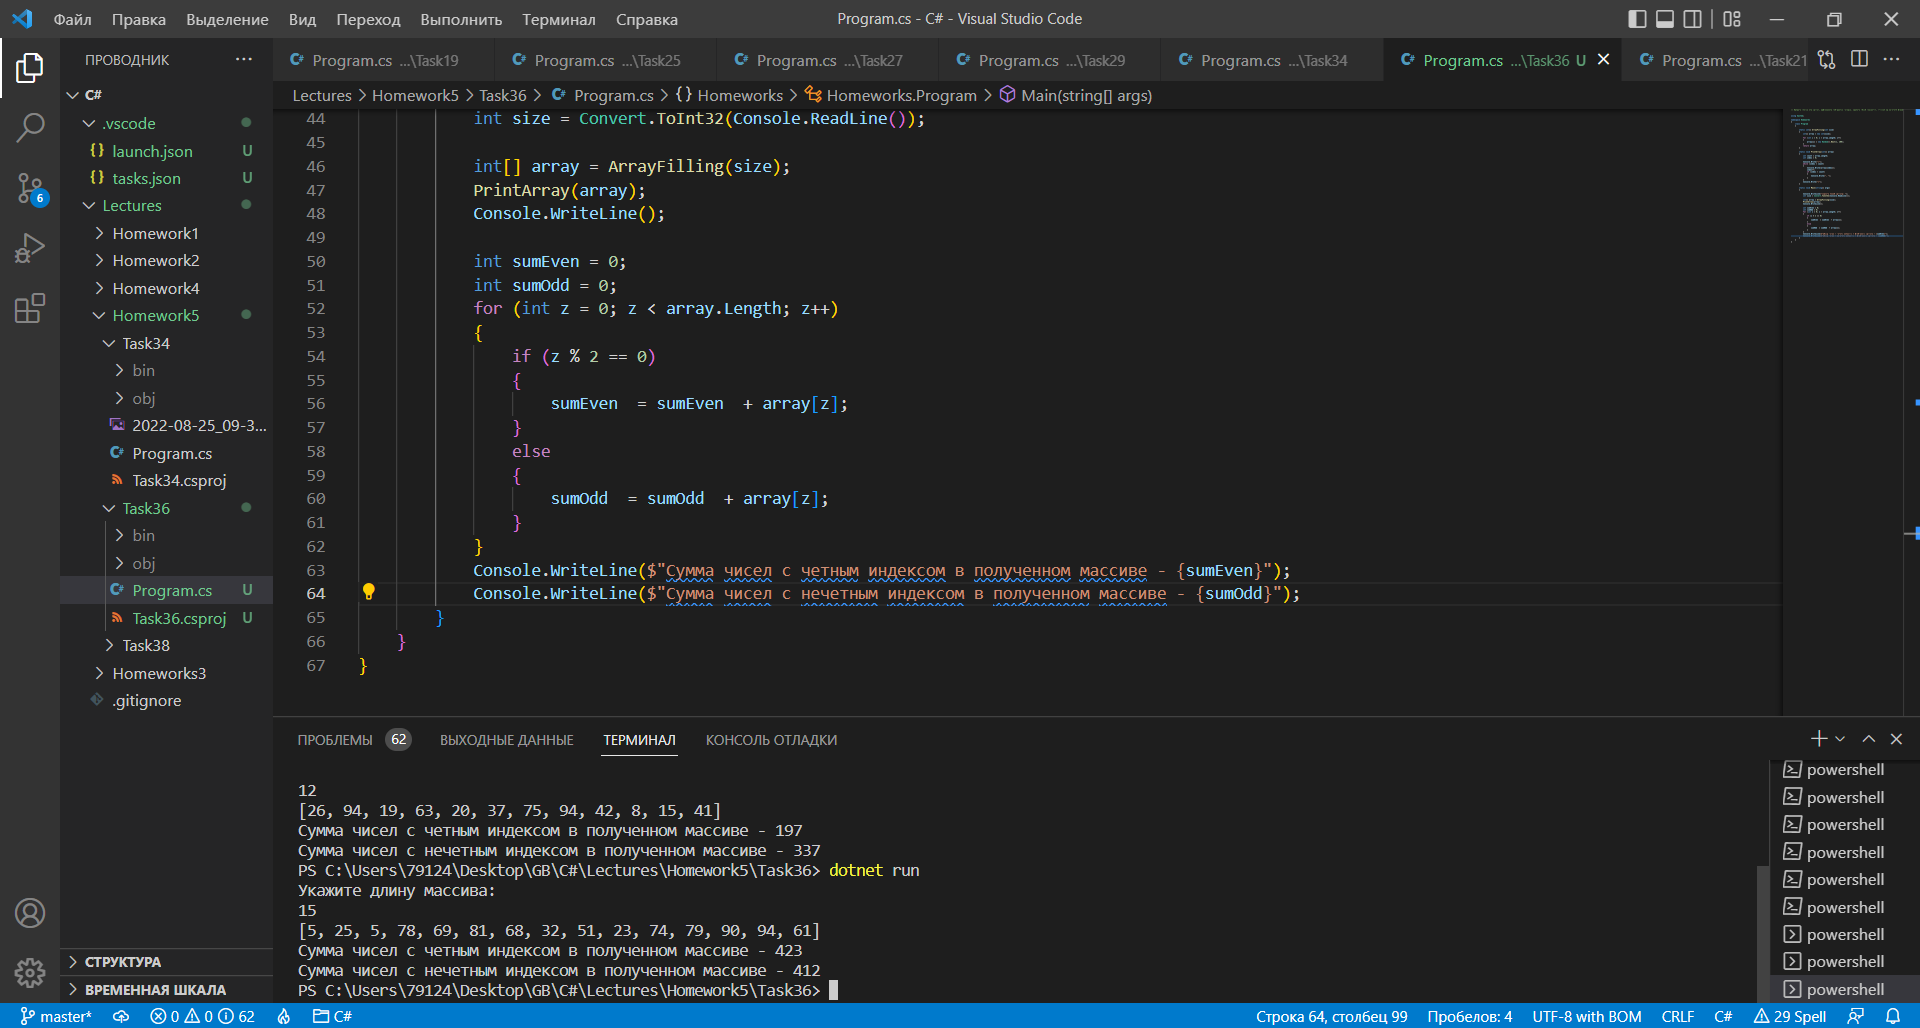 Файл Правка Выделение Вид Переход Выполнить Терминал Справка
Program.cs - C# - Visual Studio Code
ПРОВОДНИК
Program.cs ...\Task19
Program.cs ...\Task25
Program.cs ...\Task27
Program.cs ...\Task29
Program.cs ...\Task34
Program.cs ...\Task36 U
Program.cs ...\Task21
Lectures > Homework5 > Task36 > Program.cs > {} Homeworks > Homeworks.Program > Main(string[] args)
C#
.vscode
launch.json U
tasks.json U
Lectures
Homework1
Homework2
Homework4
Homework5
Task34
bin
obj
2022-08-25_09-3...
Program.cs
Task34.csproj
Task36
bin
obj
Program.cs U
Task36.csproj U
Task38
Homeworks3
.gitignore
6
СТРУКТУРА
ВРЕМЕННАЯ ШКАЛА
44 int size = Convert.ToInt32(Console.ReadLine());
45
46 int[] array = ArrayFilling(size);
47 PrintArray(array);
48 Console.WriteLine();
49
50 int sumEven = 0;
51 int sumOdd = 0;
52 for (int z = 0; z < array.Length; z++)
53 {
54 if (z % 2 == 0)
55 {
56 sumEven  = sumEven  + array[z];
57 }
58 else
59 {
60 sumOdd  = sumOdd  + array[z];
61 }
62 }
63 Console.WriteLine($"Сумма чисел с четным индексом в полученном массиве - {sumEven}");
64 Console.WriteLine($"Сумма чисел с нечетным индексом в полученном массиве - {sumOdd}");
65 }
66 }
67 }
ПРОБЛЕМЫ 62 ВЫХОДНЫЕ ДАННЫЕ ТЕРМИНАЛ КОНСОЛЬ ОТЛАДКИ
12
[26, 94, 19, 63, 20, 37, 75, 94, 42, 8, 15, 41]
Сумма чисел с четным индексом в полученном массиве - 197
Сумма чисел с нечетным индексом в полученном массиве - 337
PS C:\Users\79124\Desktop\GB\C#\Lectures\Homework5\Task36> dotnet run
Укажите длину массива:
15
[5, 25, 5, 78, 69, 81, 68, 32, 51, 23, 74, 79, 90, 94, 61]
Сумма чисел с четным индексом в полученном массиве - 423
Сумма чисел с нечетным индексом в полученном массиве - 412
PS C:\Users\79124\Desktop\GB\C#\Lectures\Homework5\Task36>
powershell
powershell
powershell
powershell
powershell
powershell
powershell
powershell
powershell
master* 0 0 62 C# Строка 64, столбец 99 Пробелов: 4 UTF-8 with BOM CRLF C# 29 Spell